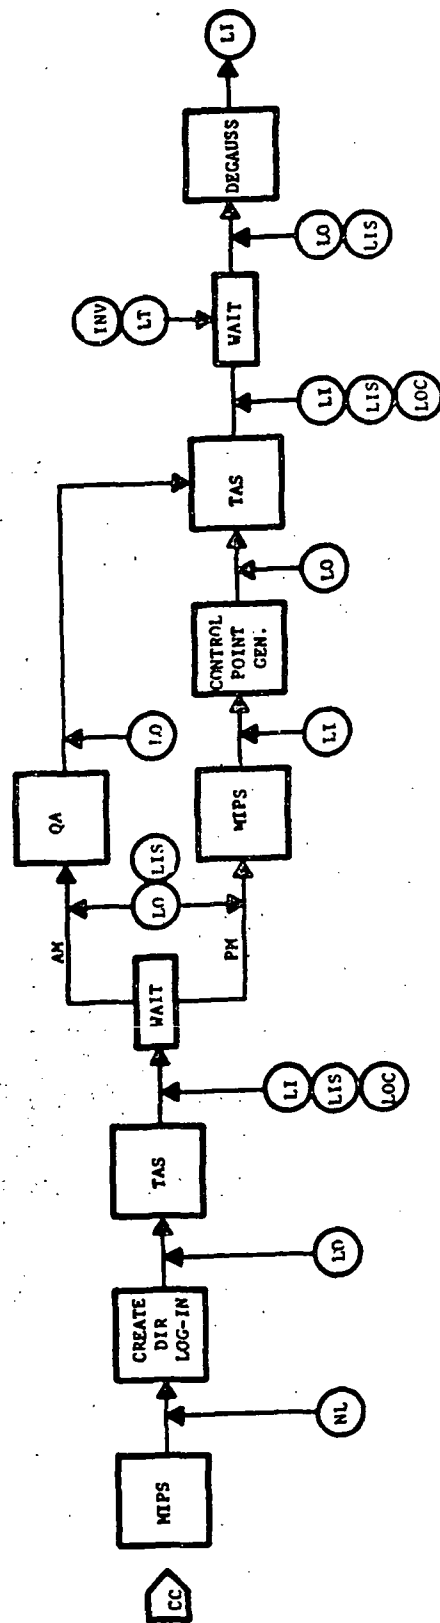 CC
MIPS
NL
CREATE
DIR
LOG-IN
LO
TAS
LI
LIS
LOC
WAIT
AM
PM
LO
LIS
QA
LO
MIPS
LI
CONTROL
POINT
GEN.
LO
TAS
LI
LIS
LOC
INV
LT
WAIT
LO
LIS
DEGAUSS
LI